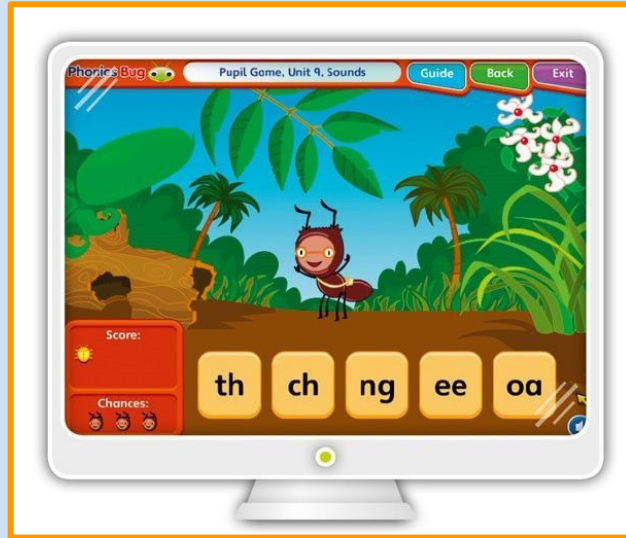 Phonics Bug
Pupil Game, Unit 9, Sounds
Guide
Back
Exit
Score:
Chances:
th ch ng ee oa